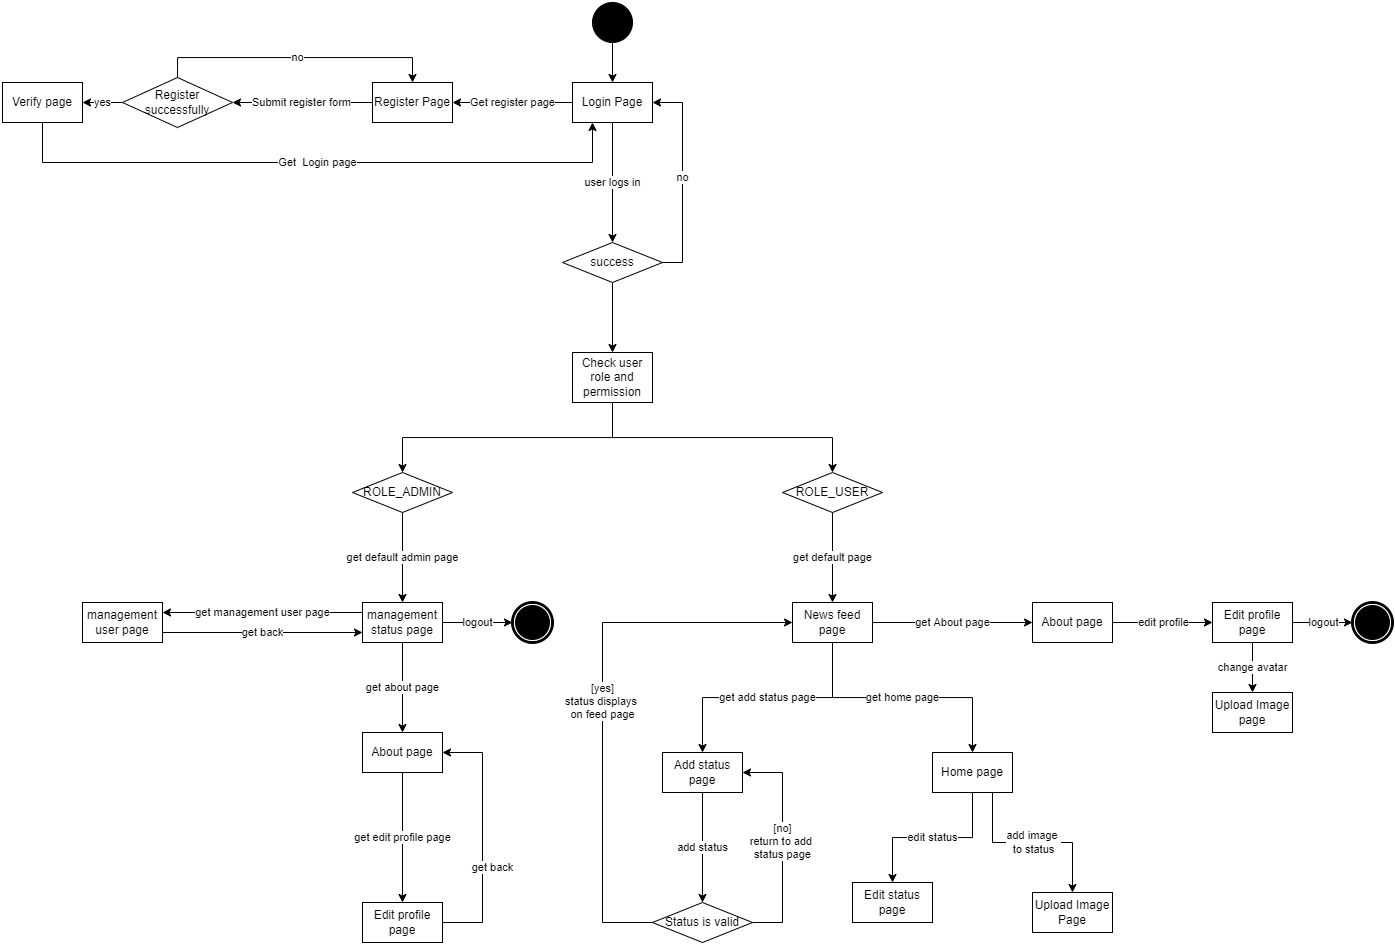 no
Verify page
yes
Register
successfully
Submit register form
Register Page
Get register page
Login Page
Get  Login page
user logs in
no
success
Check user
role and
permission
ROLE_ADMIN
ROLE_USER
get default admin page
get default page
management
user page
get management user page
get back
management
status page
logout
News feed
page
get About page
About page
edit profile
Edit profile
page
logout
change avatar
Upload Image
page
get about page
[yes]
status displays
on feed page
get add status page
get home page
About page
Add status
page
Home page
get edit profile page
get back
add status
[no]
return to add
status page
edit status
add image
to status
Edit profile
page
Status is valid
Edit status
page
Upload Image
Page